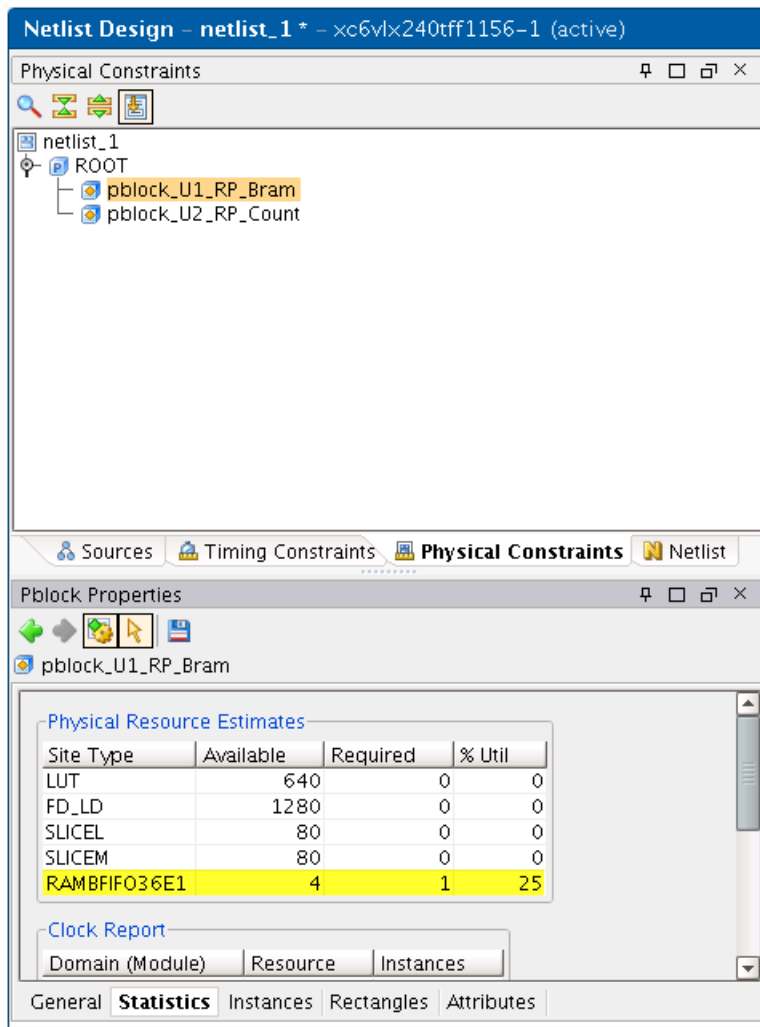 Netlist Design - netlist_1 * - xc6vlx240tff1156-1 (active)
Physical Constraints
netlist_1
ROOT
pblock_U1_RP_Bram
pblock_U2_RP_Count
Sources Timing Constraints Physical Constraints Netlist
Pblock Properties
pblock_U1_RP_Bram
Physical Resource Estimates
Site Type Available Required % Util
LUT 640 0 0
FD_LD 1280 0 0
SLICEL 80 0 0
SLICEM 80 0 0
RAMBFIFO36E1 4 1 25
Clock Report
Domain (Module) Resource Instances
General Statistics Instances Rectangles Attributes